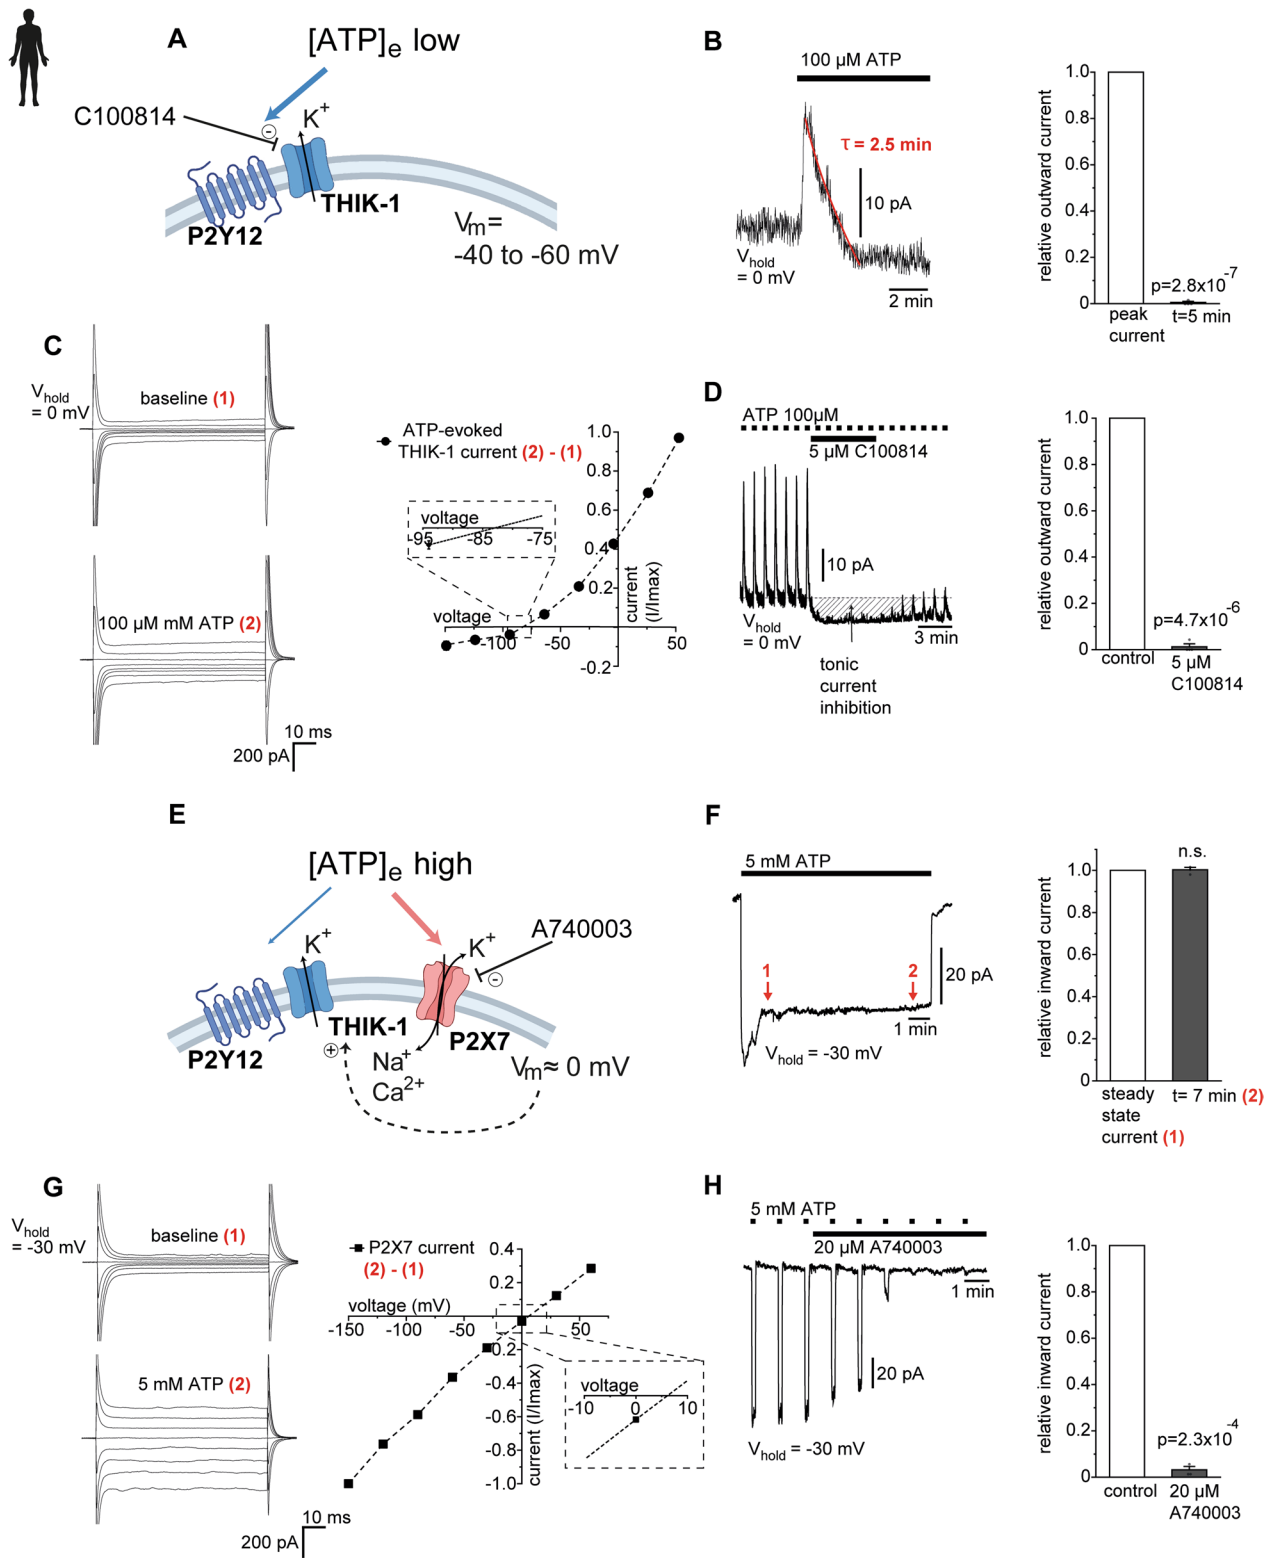 A
[ATP]e low
C100814
K+
-
THIK-1
P2Y12
Vm=
-40 to -60 mV
B
100 µM ATP
τ = 2.5 min
10 pA
Vhold
= 0 mV
2 min
relative outward current
1.0
0.8
0.6
0.4
0.2
0
p=2.8x10-7
peak
current
t=5 min
C
Vhold
= 0 mV
baseline (1)
100 µM mM ATP (2)
10 ms
200 pA
ATP-evoked
THIK-1 current (2) - (1)
1.0
0.8
0.6
0.4
0.2
-0.2
voltage
-95
-85
-75
voltage
-100
-50
50
current
(I/Imax)
D
ATP 100µM
5 µM C100814
10 pA
Vhold
= 0 mV
3 min
tonic
current
inhibition
relative outward current
1.0
0.8
0.6
0.4
0.2
0
p=4.7x10-6
control
5 µM
C100814
E
[ATP]e high
A740003
K+
K+
-
THIK-1
P2X7
P2Y12
+
Na+
Ca2+
Vm≈ 0 mV
F
5 mM ATP
1
2
20 pA
1 min
Vhold = -30 mV
relative inward current
1.0
0.8
0.6
0.4
0.2
0
n.s.
steady
state
current (1)
t= 7 min (2)
G
Vhold
= -30 mV
baseline (1)
5 mM ATP (2)
10 ms
200 pA
P2X7 current
(2) - (1)
voltage (mV)
-150
-100
-50
50
0.4
0.2
-0.2
-0.4
-0.6
-0.8
-1.0
current (I/Imax)
voltage
-10
0
10
H
5 mM ATP
20 µM A740003
1 min
20 pA
Vhold = -30 mV
relative inward current
1.0
0.8
0.6
0.4
0.2
0
p=2.3x10-4
control
20 µM
A740003